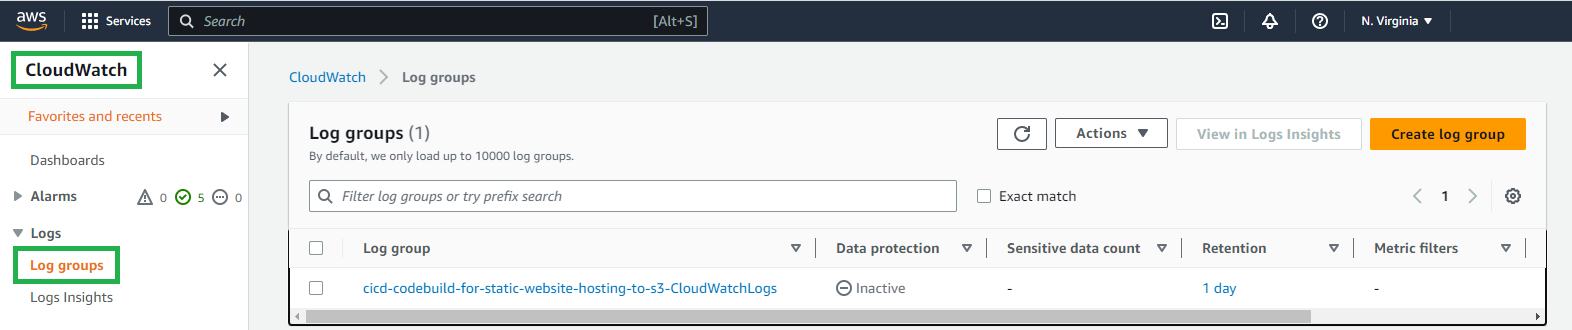 aws Services Search [Alt+S] N. Virginia
CloudWatch
CloudWatch Log groups
Favorites and recents
Dashboards
Alarms 0 5 0
Logs
Log groups
Logs Insights
Log groups (1)
By default, we only load up to 10000 log groups.
Actions View in Logs Insights Create log group
Filter log groups or try prefix search Exact match 1
Log group Data protection Sensitive data count Retention Metric filters
cicd-codebuild-for-static-website-hosting-to-s3-CloudWatchLogs Inactive - 1 day -